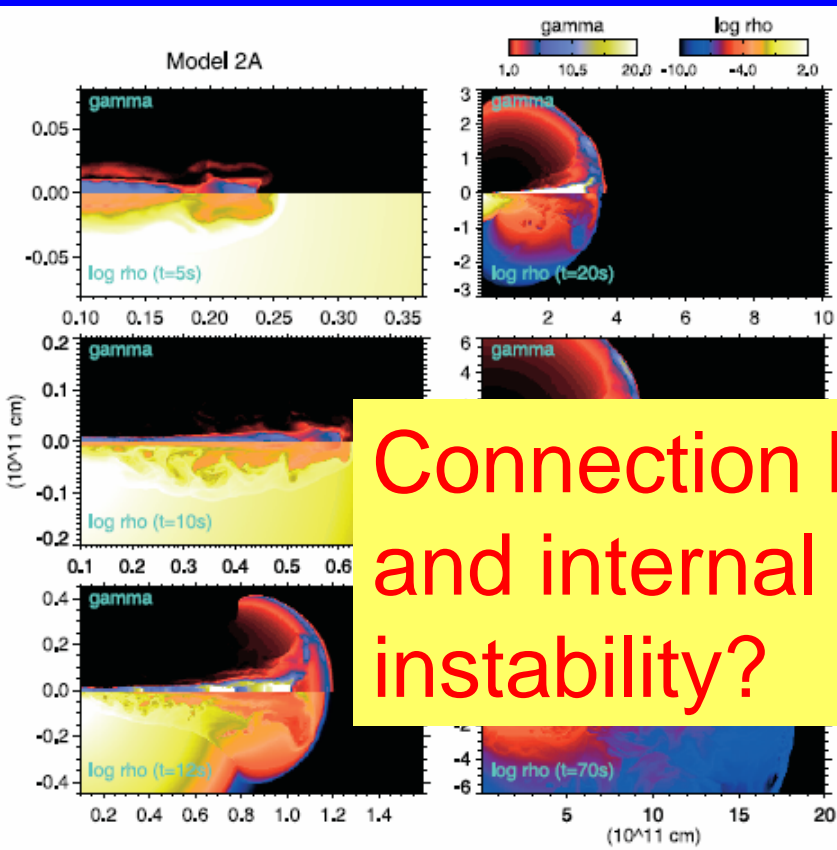 gamma
log rho
Model 2A
1.0 10.5 20.0
-10.0 -4.0 2.0
gamma
0.05
0.00
-0.05
log rho (t=5s)
0.10 0.15 0.20 0.25 0.30 0.35
gamma
3
2
1
0
-1
-2
-3
log rho (t=20s)
2 4 6 8 10
gamma
0.2
0.1
0.0
-0.1
-0.2
(10^11 cm)
log rho (t=10s)
0.1 0.2 0.3 0.4 0.5
gamma
6
4
Connection
and internal
instability?
gamma
0.4
0.2
0.0
-0.2
-0.4
log rho (t=12s)
0.2 0.4 0.6 0.8 1.0 1.2 1.4
-2
-4
-6
log rho (t=70s)
5 10 15 20
(10^11 cm)